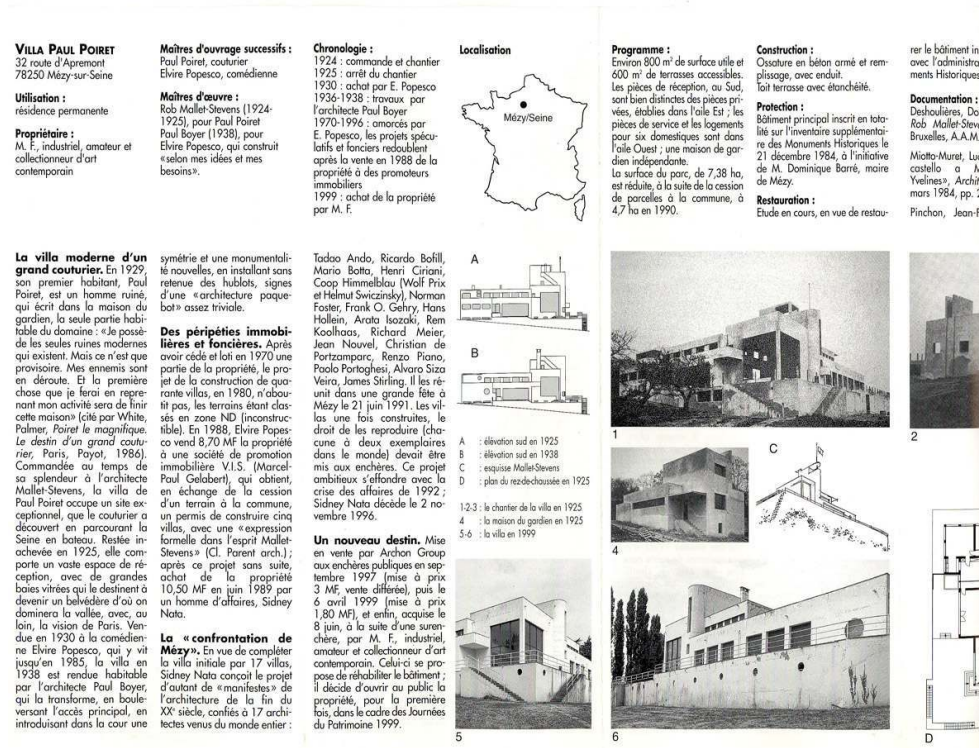 VILLA PAUL POIRET
32 route d'Apremont
78250 Mézy-sur-Seine
Utilisation :
résidence permanente
Propriétaire :
M. F., industriel, amateur et
collectionneur d'art
contemporain
Maîtres d'ouvrage successifs :
Paul Poiret, couturier
Elvire Popesco, comédienne
Maîtres d'œuvre :
Rob Mallet-Stevens (1924-
1925), pour Paul Poiret
Paul Boyer (1938), pour
Elvire Popesco, qui construit
«selon mes idées et mes
besoins».
Chronologie :
1924 : commande et chantier
1925 : arrêt du chantier
1930 : achat par E. Popesco
1936-1938 : travaux par
l'architecte Paul Boyer
1970-1996 : amorcés par
E. Popesco, les projets spécu-
latifs et fonciers redoublent
après la vente en 1988 de la
propriété à des promoteurs
immobiliers
1999 : achat de la propriété
par M. F.
Localisation
Mézy/Seine
Programme :
Environ 800 m² de surface utile et
600 m² de terrasses accessibles.
Les pièces de réception, au Sud,
sont bien distinctes des pièces pri-
vées, établies dans l'aile Est ; les
pièces de service et les logements
pour six domestiques sont dans
l'aile Ouest ; une maison de gar-
dien indépendante.
La surface du parc, de 7,38 ha,
est réduite, à la suite de la cession
de parcelles à la commune, à
4,7 ha en 1990.
Construction :
Ossature en béton armé et rem-
plissage, avec enduit.
Toit terrasse avec étanchéité.
Protection :
Bâtiment principal inscrit en tota-
lité sur l'inventaire supplémentai-
re des Monuments Historiques le
21 décembre 1984, à l'initiative
de M. Dominique Barré, maire
de Mézy.
Restauration :
Etude en cours, en vue de restau-
rer le bâtiment in
avec l'administra
ments Historiques
Documentation :
Deshoulières, Do
Rob Mallet-Steve
Bruxelles, A.A.M.
Miotto-Muret, Luc
castello a M
Yvelines», Archit
mars 1984, pp. 2
Pinchon, Jean-F
La villa moderne d'un
grand couturier. En 1929,
son premier habitant, Paul
Poiret, est un homme ruiné,
qui écrit dans la maison du
gardien, la seule partie habi-
table du domaine : «Je possè-
de les seules ruines modernes
qui existent. Mais ce n'est que
provisoire. Mes ennemis sont
en déroute. Et la première
chose que je ferai en repre-
nant mon activité sera de finir
cette maison» (cité par White,
Palmer, Poiret le magnifique.
Le destin d'un grand coutu-
rier, Paris, Payot, 1986).
Commandée au temps de
sa splendeur à l'architecte
Mallet-Stevens, la villa de
Paul Poiret occupe un site ex-
ceptionnel, que le couturier a
découvert en parcourant la
Seine en bateau. Restée in-
achevée en 1925, elle com-
porte un vaste espace de ré-
ception, avec de grandes
baies vitrées qui le destinent à
devenir un belvédère d'où on
dominera la vallée, avec, au
loin, la vision de Paris. Ven-
due en 1930 à la comédien-
ne Elvire Popesco, qui y vit
jusqu'en 1985, la villa en
1938 est rendue habitable
par l'architecte Paul Boyer,
qui la transforme, en boule-
versant l'accès principal, en
introduisant dans la cour une
symétrie et une monumentali-
té nouvelles, en installant sans
retenue des hublots, signes
d'une «architecture paque-
bot» assez triviale.
Des péripéties immobi-
lières et foncières. Après
avoir cédé et loti en 1970 une
partie de la propriété, le pro-
jet de la construction de qua-
rante villas, en 1980, n'abou-
tit pas, les terrains étant clas-
sés en zone ND (inconstruc-
tible). En 1988, Elvire Popes-
co vend 8,70 MF la propriété
à une société de promotion
immobilière V.I.S. (Marcel-
Paul Gelabert), qui obtient,
en échange de la cession
d'un terrain à la commune,
un permis de construire cinq
villas, avec une «expression
formelle dans l'esprit Mallet-
Stevens» (Cl. Parent arch.) ;
après ce projet sans suite,
achat de la propriété
10,50 MF en juin 1989 par
un homme d'affaires, Sidney
Nata.
La «confrontation de
Mézy». En vue de compléter
la villa initiale par 17 villas,
Sidney Nata conçoit le projet
d'autant de «manifestes» de
l'architecture de la fin du
XXᵉ siècle, confiés à 17 archi-
tectes venus du monde entier :
Tadao Ando, Ricardo Bofill,
Mario Botta, Henri Ciriani,
Coop Himmelblau (Wolf Prix
et Helmut Swiczinsky), Norman
Foster, Frank O. Gehry, Hans
Hollein, Arata Isozaki, Rem
Koolhaas, Richard Meier,
Jean Nouvel, Christian de
Portzamparc, Renzo Piano,
Paolo Portoghesi, Alvaro Siza
Veira, James Stirling. Il les ré-
unit dans une grande fête à
Mézy le 21 juin 1991. Les vil-
las une fois construites, le
droit de les reproduire (cha-
cune à deux exemplaires
dans le monde) devait être
mis aux enchères. Ce projet
ambitieux s'effondre avec la
crise des affaires de 1992 ;
Sidney Nata décède le 2 no-
vembre 1996.
Un nouveau destin. Mise
en vente par Archon Group
aux enchères publiques en sep-
tembre 1997 (mise à prix
3 MF, vente différée), puis le
6 avril 1999 (mise à prix
1,80 MF), et enfin, acquise le
8 juin, à la suite d'une suren-
chère, par M. F., industriel,
amateur et collectionneur d'art
contemporain. Celui-ci se pro-
pose de réhabiliter le bâtiment ;
il décide d'ouvrir au public la
propriété, pour la première
fois, dans le cadre des Journées
du Patrimoine 1999.
A
B
A : élévation sud en 1925
B : élévation sud en 1938
C : esquisse Mallet-Stevens
D : plan du rez-de-chaussée en 1925
1-2-3 : le chantier de la villa en 1925
4 : la maison du gardien en 1925
5-6 : la villa en 1999
5
1
2
C
4
6
D